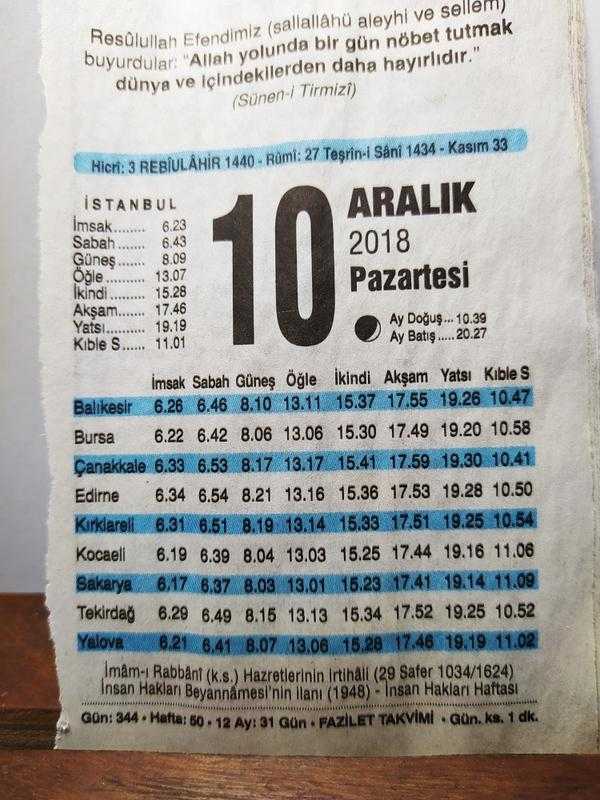 Resûlullah Efendimiz (sallallâhü aleyhi ve sellem)
buyurdular: "Allah yolunda bir gün nöbet tutmak
dünya ve içindekilerden daha hayırlıdır."
(Sünen-i Tirmizî)
Hicrî: 3 REBÎULÂHİR 1440 - Rûmî: 27 Teşrîn-i Sânî 1434 - Kasım 33
İSTANBUL
İmsak........ 6.23
Sabah ...... 6.43
Güneş ...... 8.09
Öğle ......... 13.07
İkindi ........ 15.28
Akşam...... 17.46
Yatsı......... 19.19
Kıble S..... 11.01
10
ARALIK
2018
Pazartesi
Ay Doğuş... 10.39
Ay Batış ..... 20.27
İmsak Sabah Güneş Öğle İkindi Akşam Yatsı Kıble S
Balıkesir 6.26 6.46 8.10 13.11 15.37 17.55 19.26 10.47
Bursa 6.22 6.42 8.06 13.06 15.30 17.49 19.20 10.58
Çanakkale 6.33 6.53 8.17 13.17 15.41 17.59 19.30 10.41
Edirne 6.34 6.54 8.21 13.16 15.36 17.53 19.28 10.50
Kırklareli 6.31 6.51 8.19 13.14 15.33 17.51 19.25 10.54
Kocaeli 6.19 6.39 8.04 13.03 15.25 17.44 19.16 11.06
Sakarya 6.17 6.37 8.03 13.01 15.23 17.41 19.14 11.09
Tekirdağ 6.29 6.49 8.15 13.13 15.34 17.52 19.25 10.52
Yalova 6.21 6.41 8.07 13.06 15.28 17.46 19.19 11.02
İmâm-ı Rabbânî (k.s.) Hazretlerinin İrtihâli (29 Safer 1034/1624)
İnsan Hakları Beyannâmesi'nin ilanı (1948) - İnsan Hakları Haftası
Gün: 344 • Hafta: 50 • 12 Ay: 31 Gün • FAZİLET TAKVİMİ • Gün. ks. 1 dk.